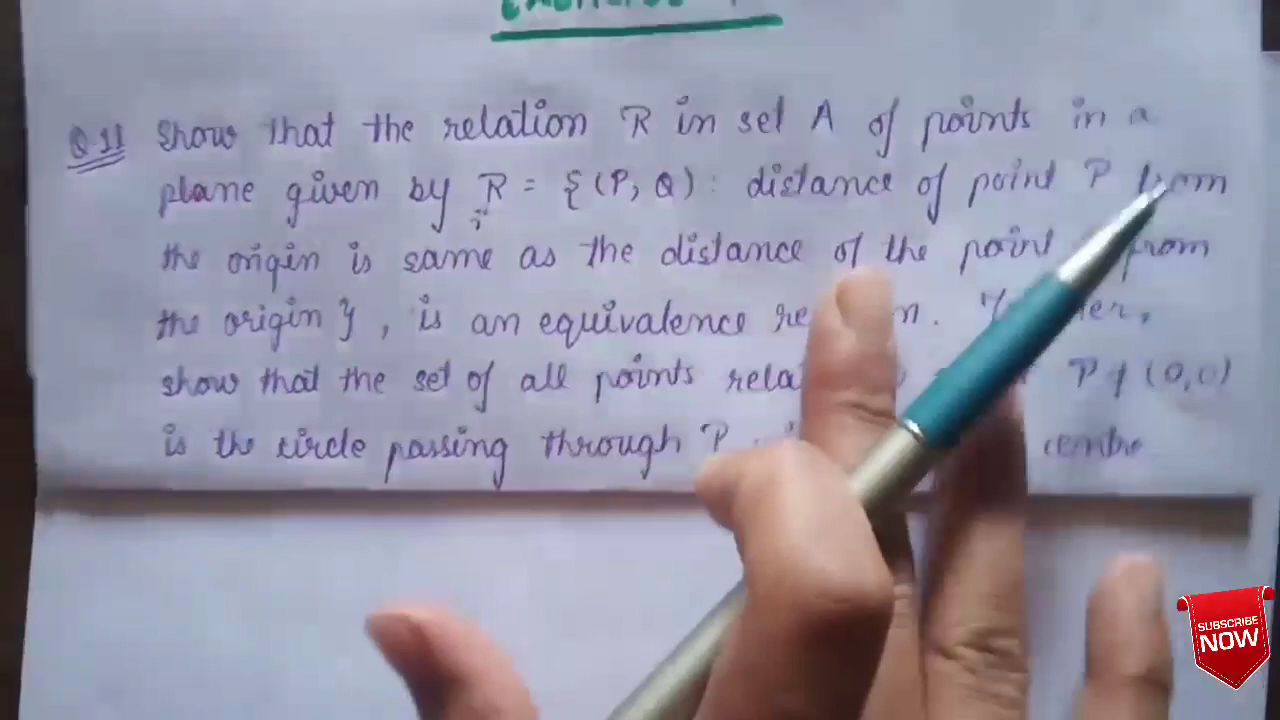 Q.11 Show that the relation R in set A of points in a
plane given by R = {(P, Q) : distance of point P from
the origin is same as the distance of the point from
the origin }, is an equivalence
show that the set of all points P ≠ (0,0)
is the circle passing through P centre
SUBSCRIBE
NOW